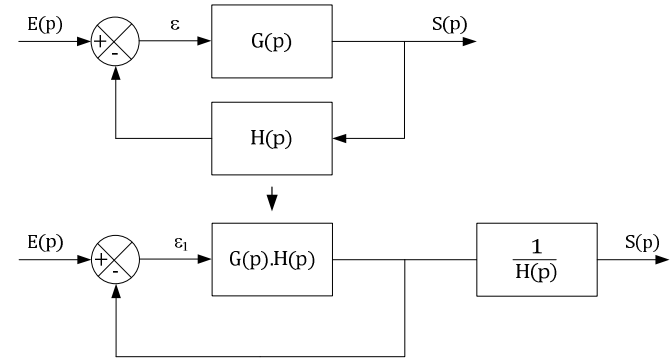 E(p) + - ε G(p) S(p)
H(p)
E(p) + - ε1 G(p).H(p) 1 S(p)
H(p)